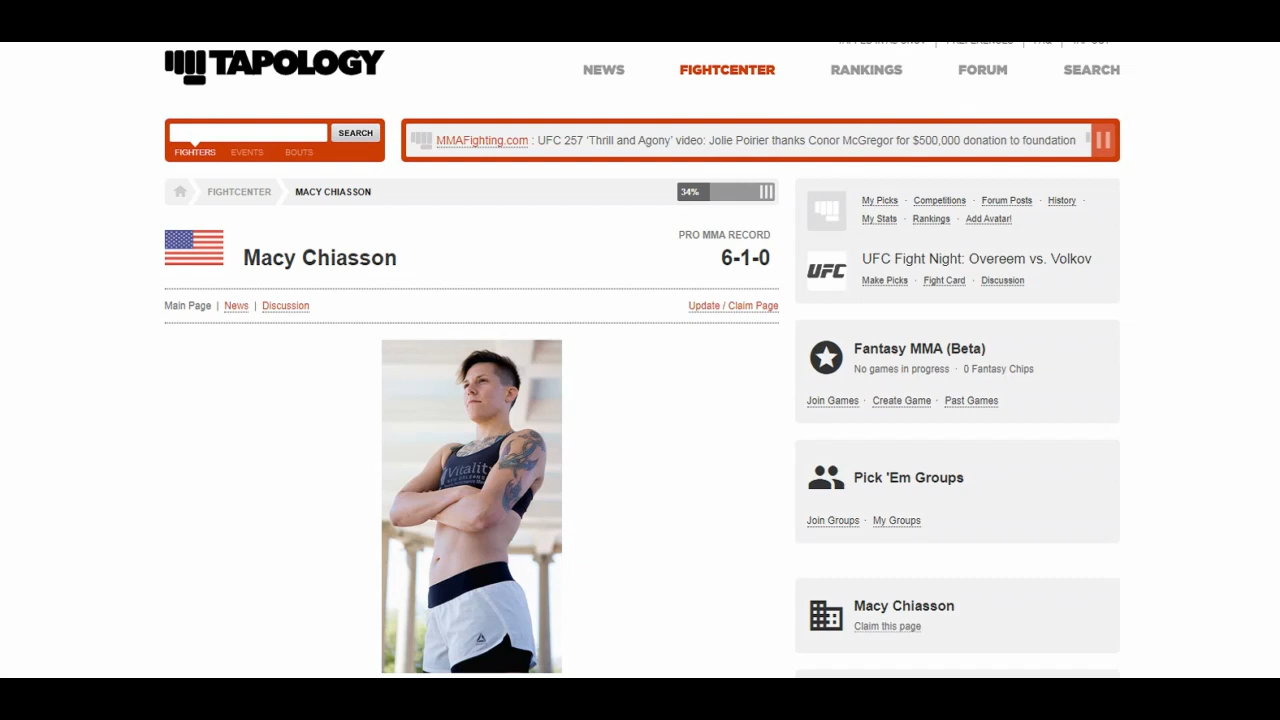 TAPOLOGY
NEWS FIGHTCENTER RANKINGS FORUM SEARCH
SEARCH
FIGHTERS EVENTS BOUTS
MMAFighting.com : UFC 257 ‘Thrill and Agony’ video: Jolie Poirier thanks Conor McGregor for $500,000 donation to foundation
FIGHTCENTER MACY CHIASSON 34%
Macy Chiasson
PRO MMA RECORD
6-1-0
Main Page | News | Discussion Update / Claim Page
Vitality
My Picks · Competitions · Forum Posts · History ·
My Stats · Rankings · Add Avatar!
UFC
UFC Fight Night: Overeem vs. Volkov
Make Picks · Fight Card · Discussion
Fantasy MMA (Beta)
No games in progress · 0 Fantasy Chips
Join Games · Create Game · Past Games
Pick 'Em Groups
Join Groups · My Groups
Macy Chiasson
Claim this page